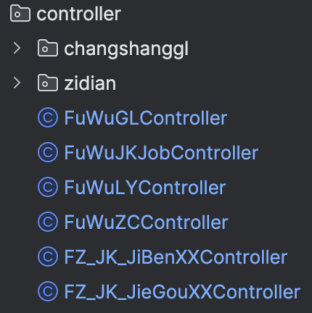 controller
changshanggl
zidian
FuWuGLController
FuWuJKJobController
FuWuLYController
FuWuZCController
FZ_JK_JiBenXXController
FZ_JK_JieGouXXController